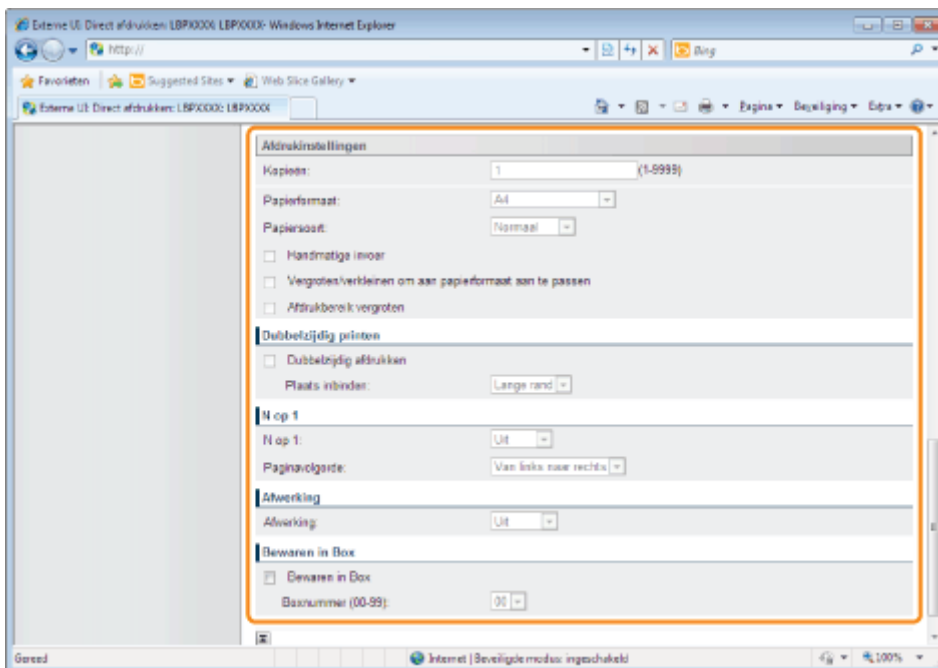 Externe UI: Direct afdrukken: LBPXXXX: LBPXXXX - Windows Internet Explorer
http://
Bing
Favorieten Suggested Sites Web Slice Gallery
Externe UI: Direct afdrukken: LBPXXXX: LBPXXXX
Pagina Beveiliging Extra
Afdrukinstellingen
Kopieën: 1 (1-9999)
Papierformaat: A4
Papiersoort: Normaal
Handmatige invoer
Vergroten/verkleinen om aan papierformaat aan te passen
Afdrukbereik vergroten
Dubbelzijdig printen
Dubbelzijdig afdrukken
Plaats inbinden: Lange rand
N op 1
N op 1: Uit
Paginavolgorde: Van links naar rechts
Afwerking
Afwerking: Uit
Bewaren in Box
Bewaren in Box
Boxnummer (00-99): 00
Gereed Internet | Beveiligde modus: ingeschakeld 100%